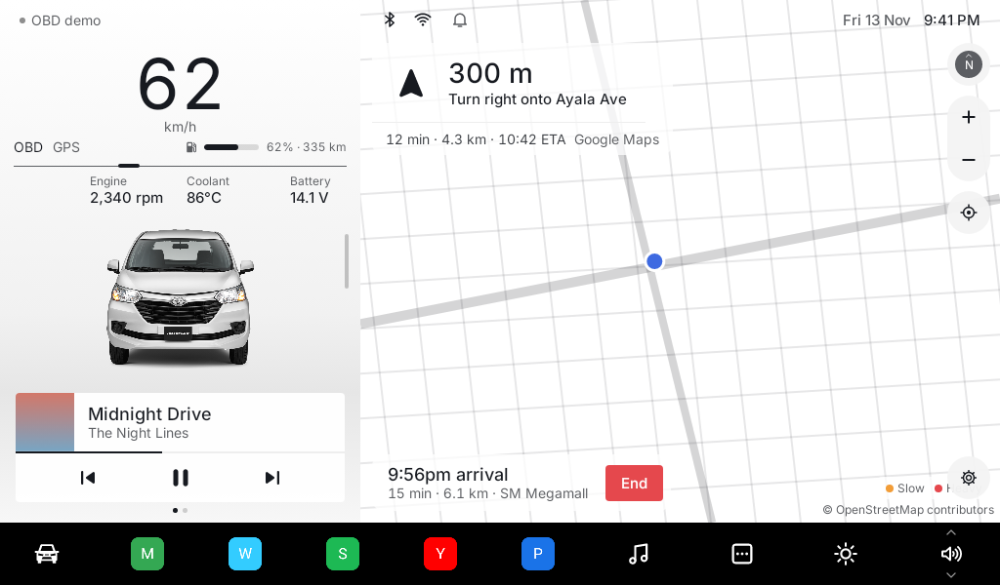 OBD demo
62
km/h
OBD GPS
62% · 335 km
Engine
2,340 rpm
Coolant
86°C
Battery
14.1 V
Midnight Drive
The Night Lines
Fri 13 Nov 9:41 PM
N
300 m
Turn right onto Ayala Ave
12 min · 4.3 km · 10:42 ETA Google Maps
+
−
9:56pm arrival
15 min · 6.1 km · SM Megamall
End
Slow
© OpenStreetMap contributors
M
W
S
Y
P